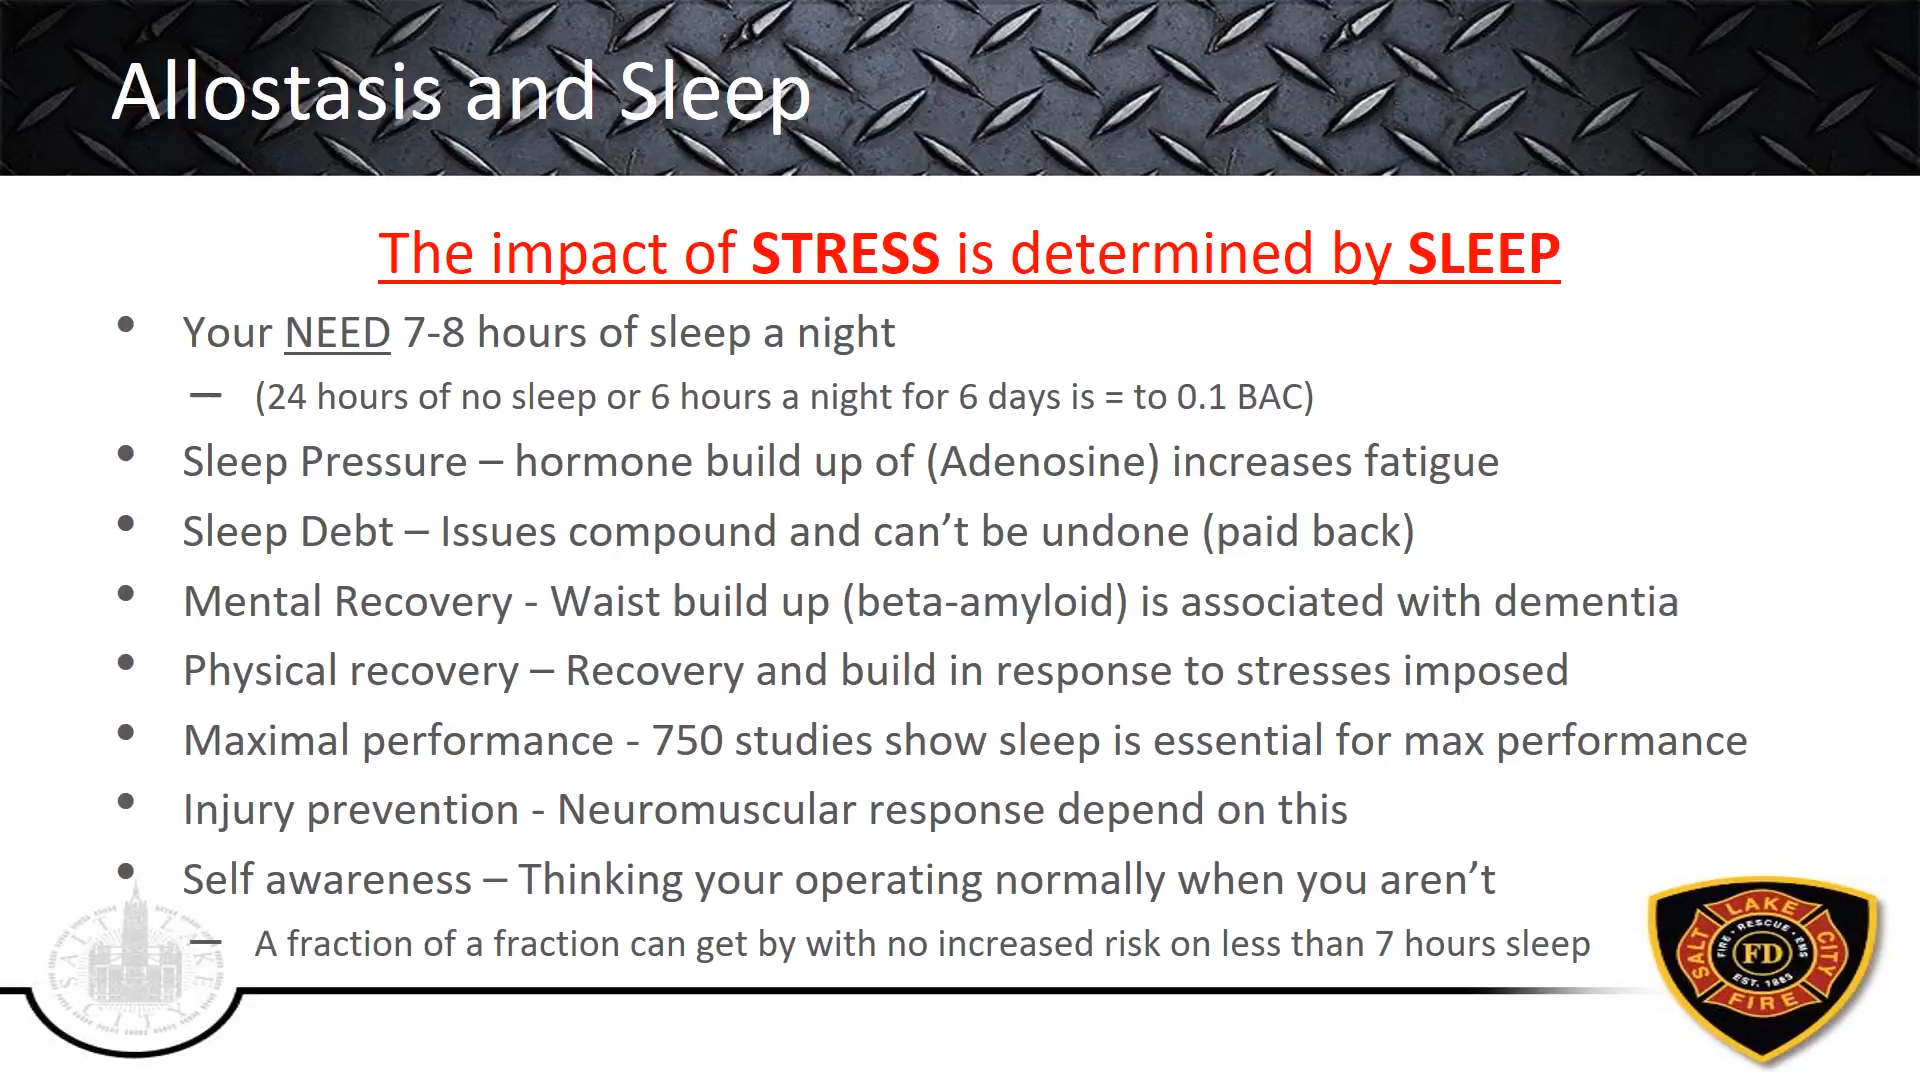 Allostasis and Sleep
The impact of STRESS is determined by SLEEP
• Your NEED 7-8 hours of sleep a night
— (24 hours of no sleep or 6 hours a night for 6 days is = to 0.1 BAC)
• Sleep Pressure – hormone build up of (Adenosine) increases fatigue
• Sleep Debt – Issues compound and can’t be undone (paid back)
• Mental Recovery - Waist build up (beta-amyloid) is associated with dementia
• Physical recovery – Recovery and build in response to stresses imposed
• Maximal performance - 750 studies show sleep is essential for max performance
• Injury prevention - Neuromuscular response depend on this
• Self awareness – Thinking your operating normally when you aren’t
— A fraction of a fraction can get by with no increased risk on less than 7 hours sleep
SALT LAKE CITY
SALT LAKE CITY FIRE
FIRE • RESCUE • EMS
FD
EST. 1883